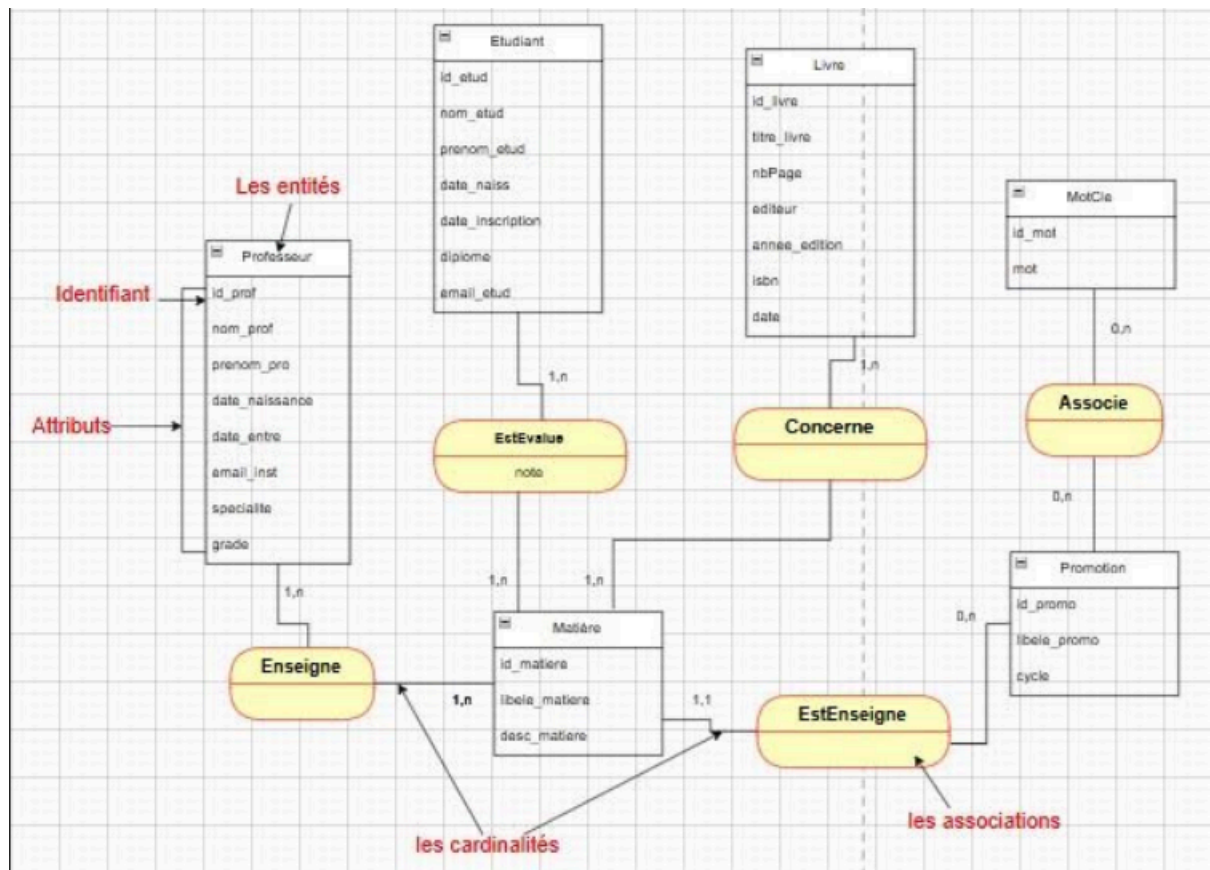 Etudiant
id_etud
nom_etud
prenom_etud
date_naiss
date_inscription
diplome
email_etud
Livre
id_livre
titre_livre
nbPage
editeur
annee_edition
isbn
date
MotCle
id_mot
mot
Les entités
Professeur
id_prof
nom_prof
prenom_pro
date_naissance
date_entre
email_inst
specialite
grade
Identifiant
Attributs
1,n
1,n
0,n
EstEvalue
note
Concerne
Associe
0,n
1,n
1,n
1,n
Promotion
id_promo
libele_promo
cycle
0,n
Matière
id_matiere
libele_matiere
desc_matiere
Enseigne
1,n
1,1
EstEnseigne
les cardinalités
les associations